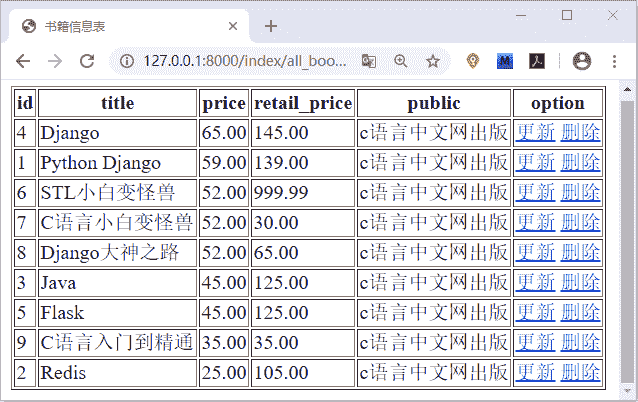 书籍信息表
127.0.0.1:8000/index/all_boo...
id title price retail_price public option
4 Django 65.00 145.00 c语言中文网出版 更新 删除
1 Python Django 59.00 139.00 c语言中文网出版 更新 删除
6 STL小白变怪兽 52.00 999.99 c语言中文网出版 更新 删除
7 C语言小白变怪兽 52.00 30.00 c语言中文网出版 更新 删除
8 Django大神之路 52.00 65.00 c语言中文网出版 更新 删除
3 Java 45.00 125.00 c语言中文网出版 更新 删除
5 Flask 45.00 125.00 c语言中文网出版 更新 删除
9 C语言入门到精通 35.00 35.00 c语言中文网出版 更新 删除
2 Redis 25.00 105.00 c语言中文网出版 更新 删除